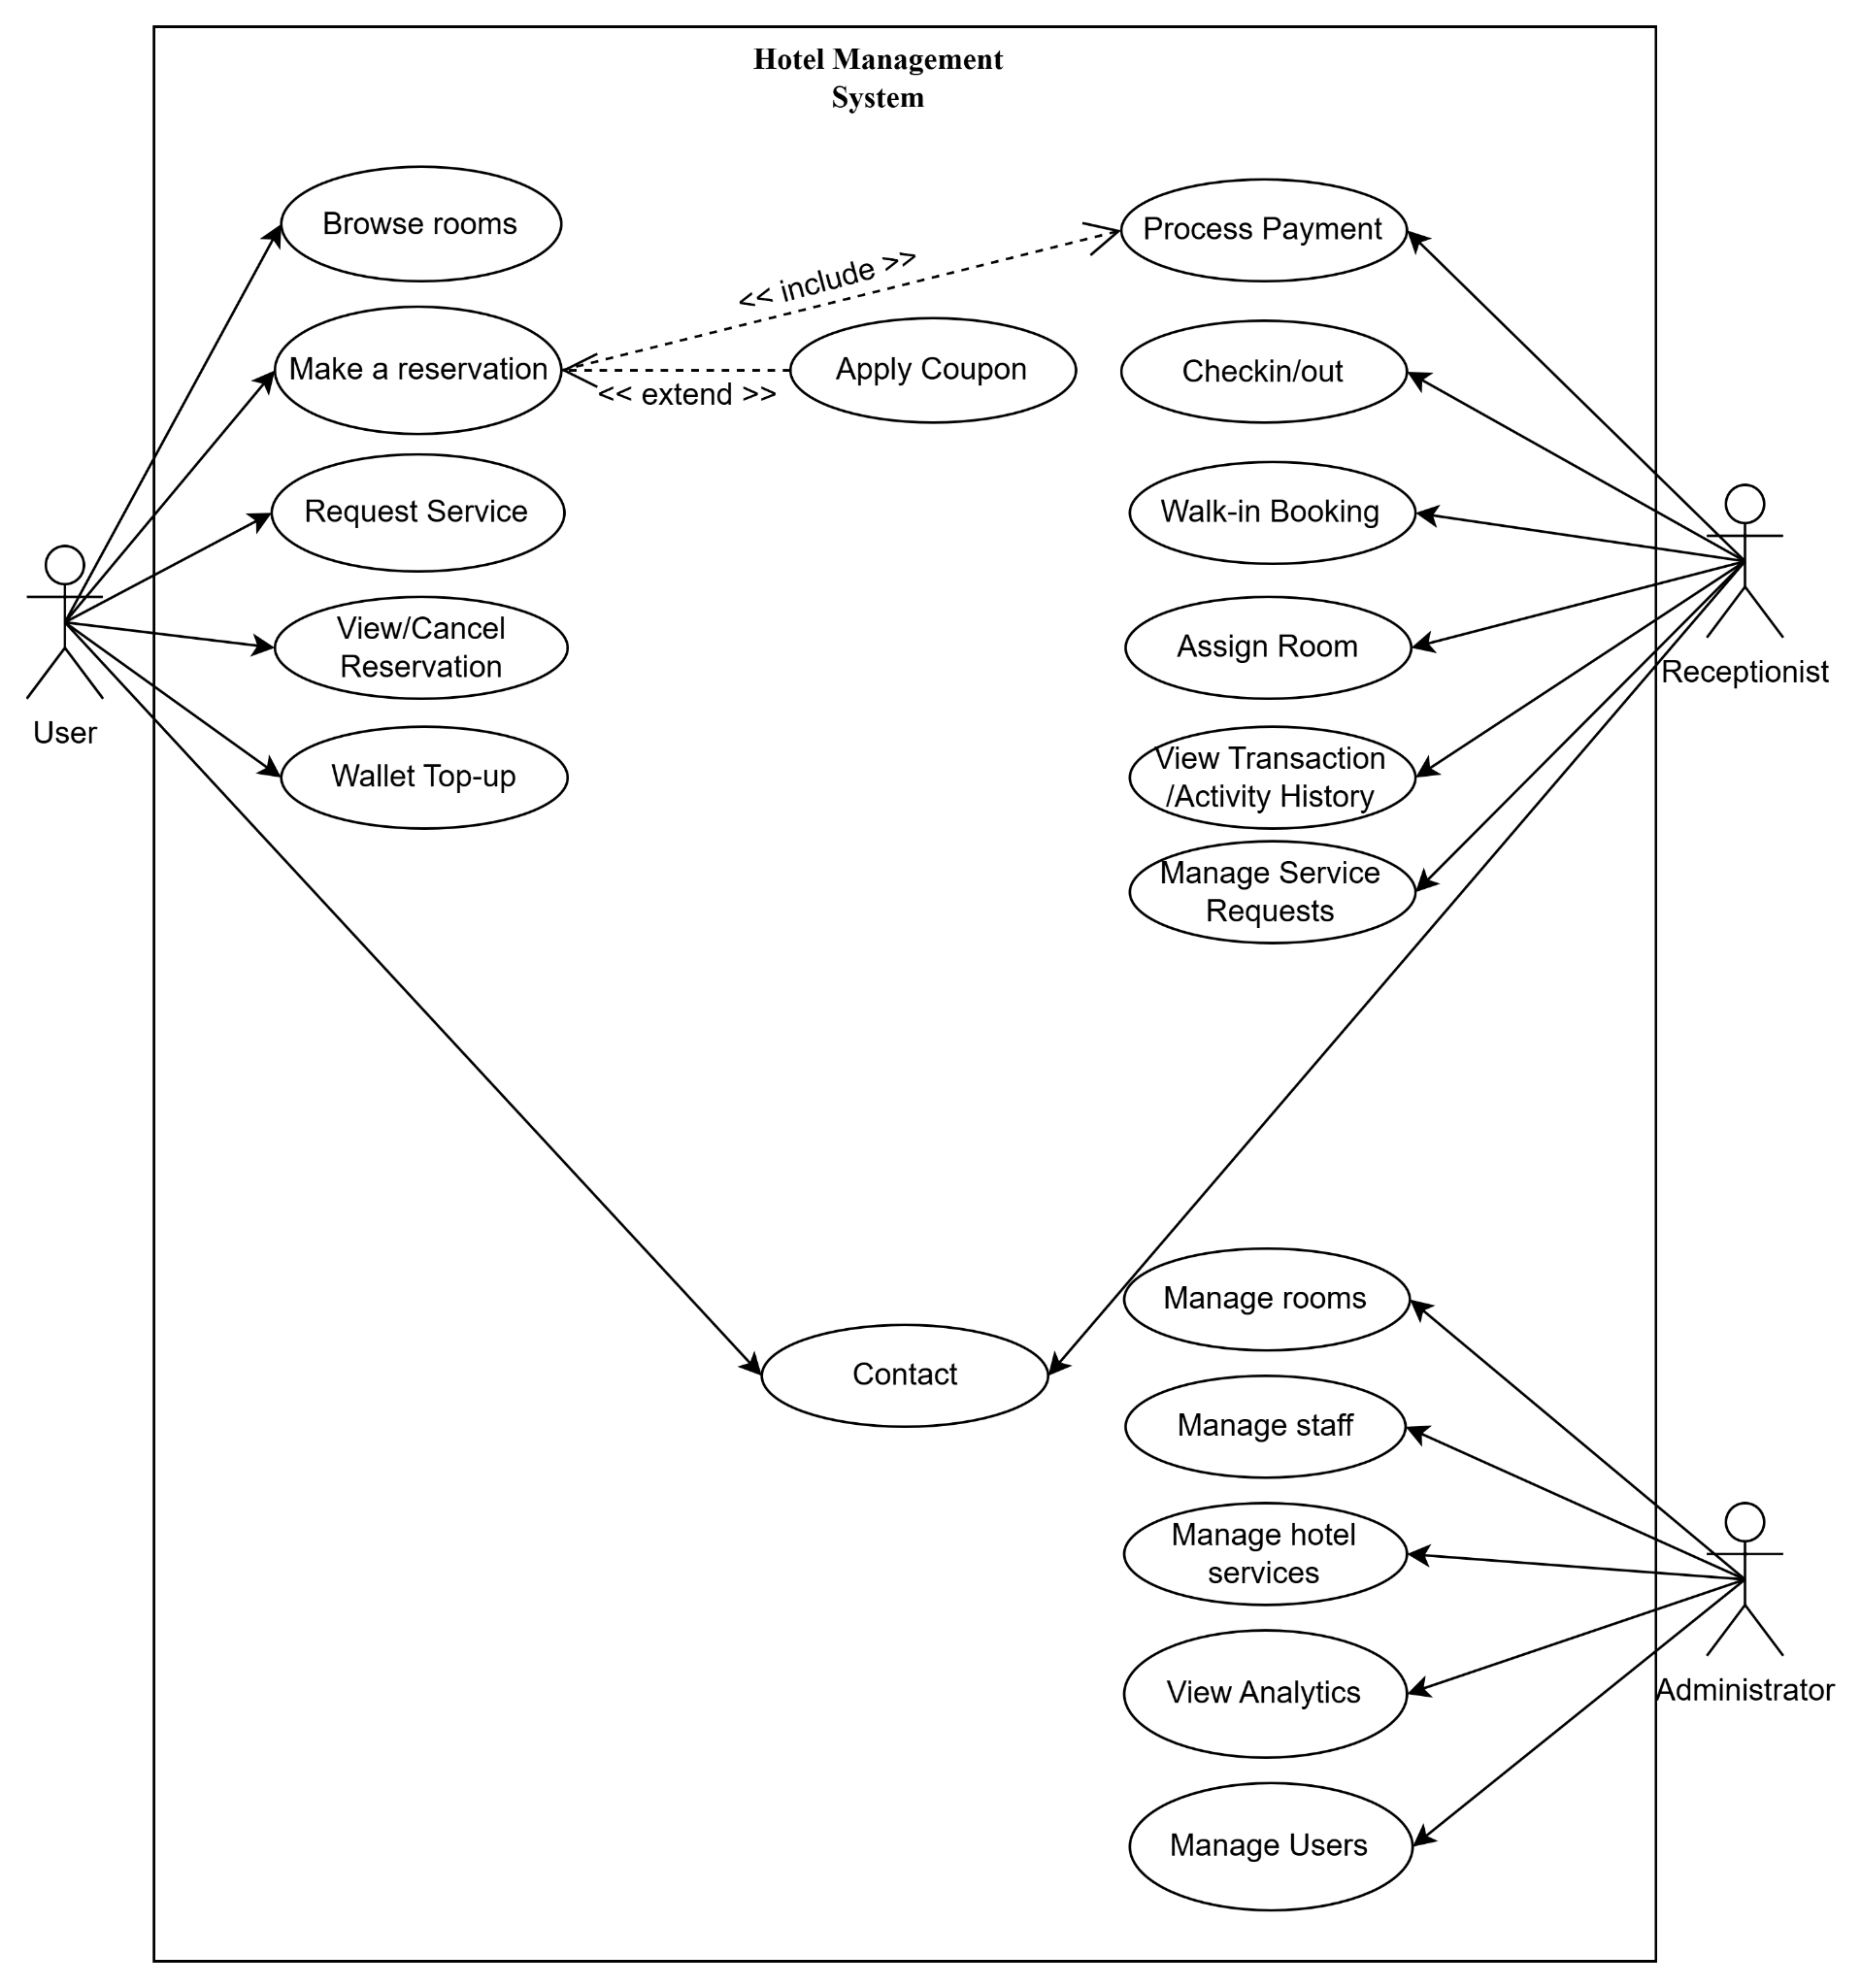 Hotel Management
System
Browse rooms
Process Payment
<< include >>
Make a reservation
Apply Coupon
Checkin/out
<< extend >>
Request Service
Walk-in Booking
View/Cancel
Reservation
Assign Room
Receptionist
User
Wallet Top-up
View Transaction
/Activity History
Manage Service
Requests
Manage rooms
Contact
Manage staff
Manage hotel
services
View Analytics
Administrator
Manage Users